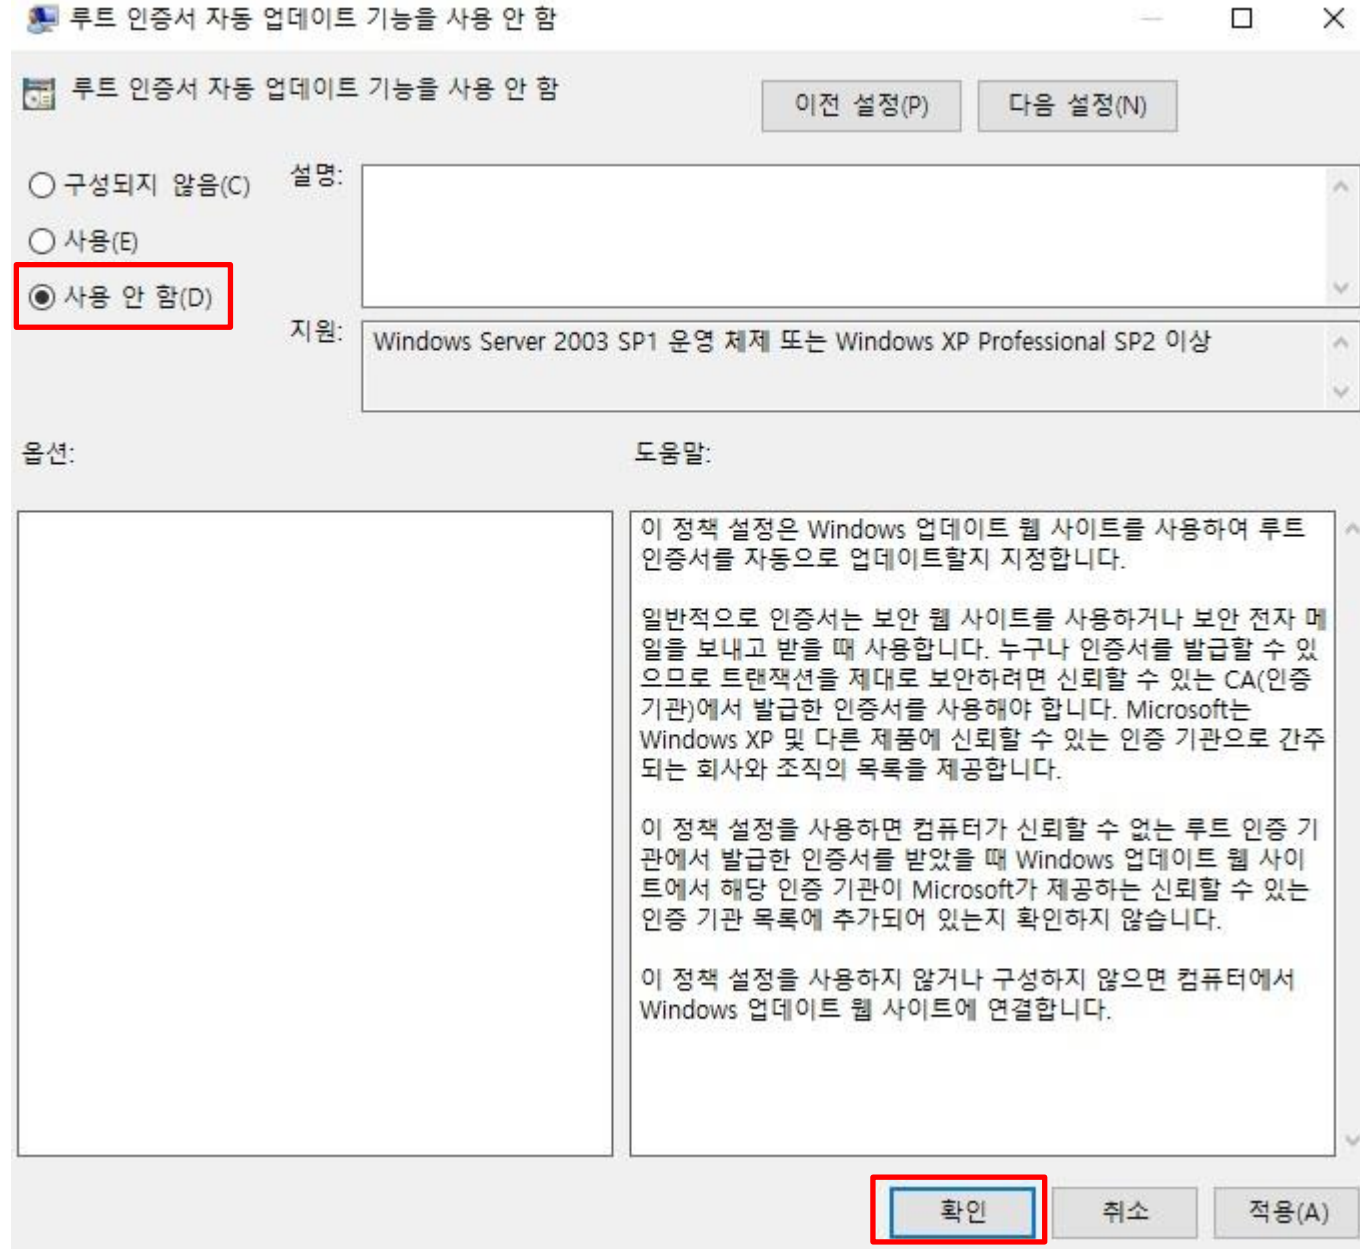 루트 인증서 자동 업데이트 기능을 사용 안 함
루트 인증서 자동 업데이트 기능을 사용 안 함
이전 설정(P)
다음 설정(N)
구성되지 않음(C)
설명:
사용(E)
사용 안 함(D)
지원:
Windows Server 2003 SP1 운영 체제 또는 Windows XP Professional SP2 이상
옵션:
도움말:
이 정책 설정은 Windows 업데이트 웹 사이트를 사용하여 루트
인증서를 자동으로 업데이트할지 지정합니다.
일반적으로 인증서는 보안 웹 사이트를 사용하거나 보안 전자 메
일을 보내고 받을 때 사용합니다. 누구나 인증서를 발급할 수 있
으므로 트랜잭션을 제대로 보안하려면 신뢰할 수 있는 CA(인증
기관)에서 발급한 인증서를 사용해야 합니다. Microsoft는
Windows XP 및 다른 제품에 신뢰할 수 있는 인증 기관으로 간주
되는 회사와 조직의 목록을 제공합니다.
이 정책 설정을 사용하면 컴퓨터가 신뢰할 수 없는 루트 인증 기
관에서 발급한 인증서를 받았을 때 Windows 업데이트 웹 사이
트에서 해당 인증 기관이 Microsoft가 제공하는 신뢰할 수 있는
인증 기관 목록에 추가되어 있는지 확인하지 않습니다.
이 정책 설정을 사용하지 않거나 구성하지 않으면 컴퓨터에서
Windows 업데이트 웹 사이트에 연결합니다.
확인
취소
적용(A)